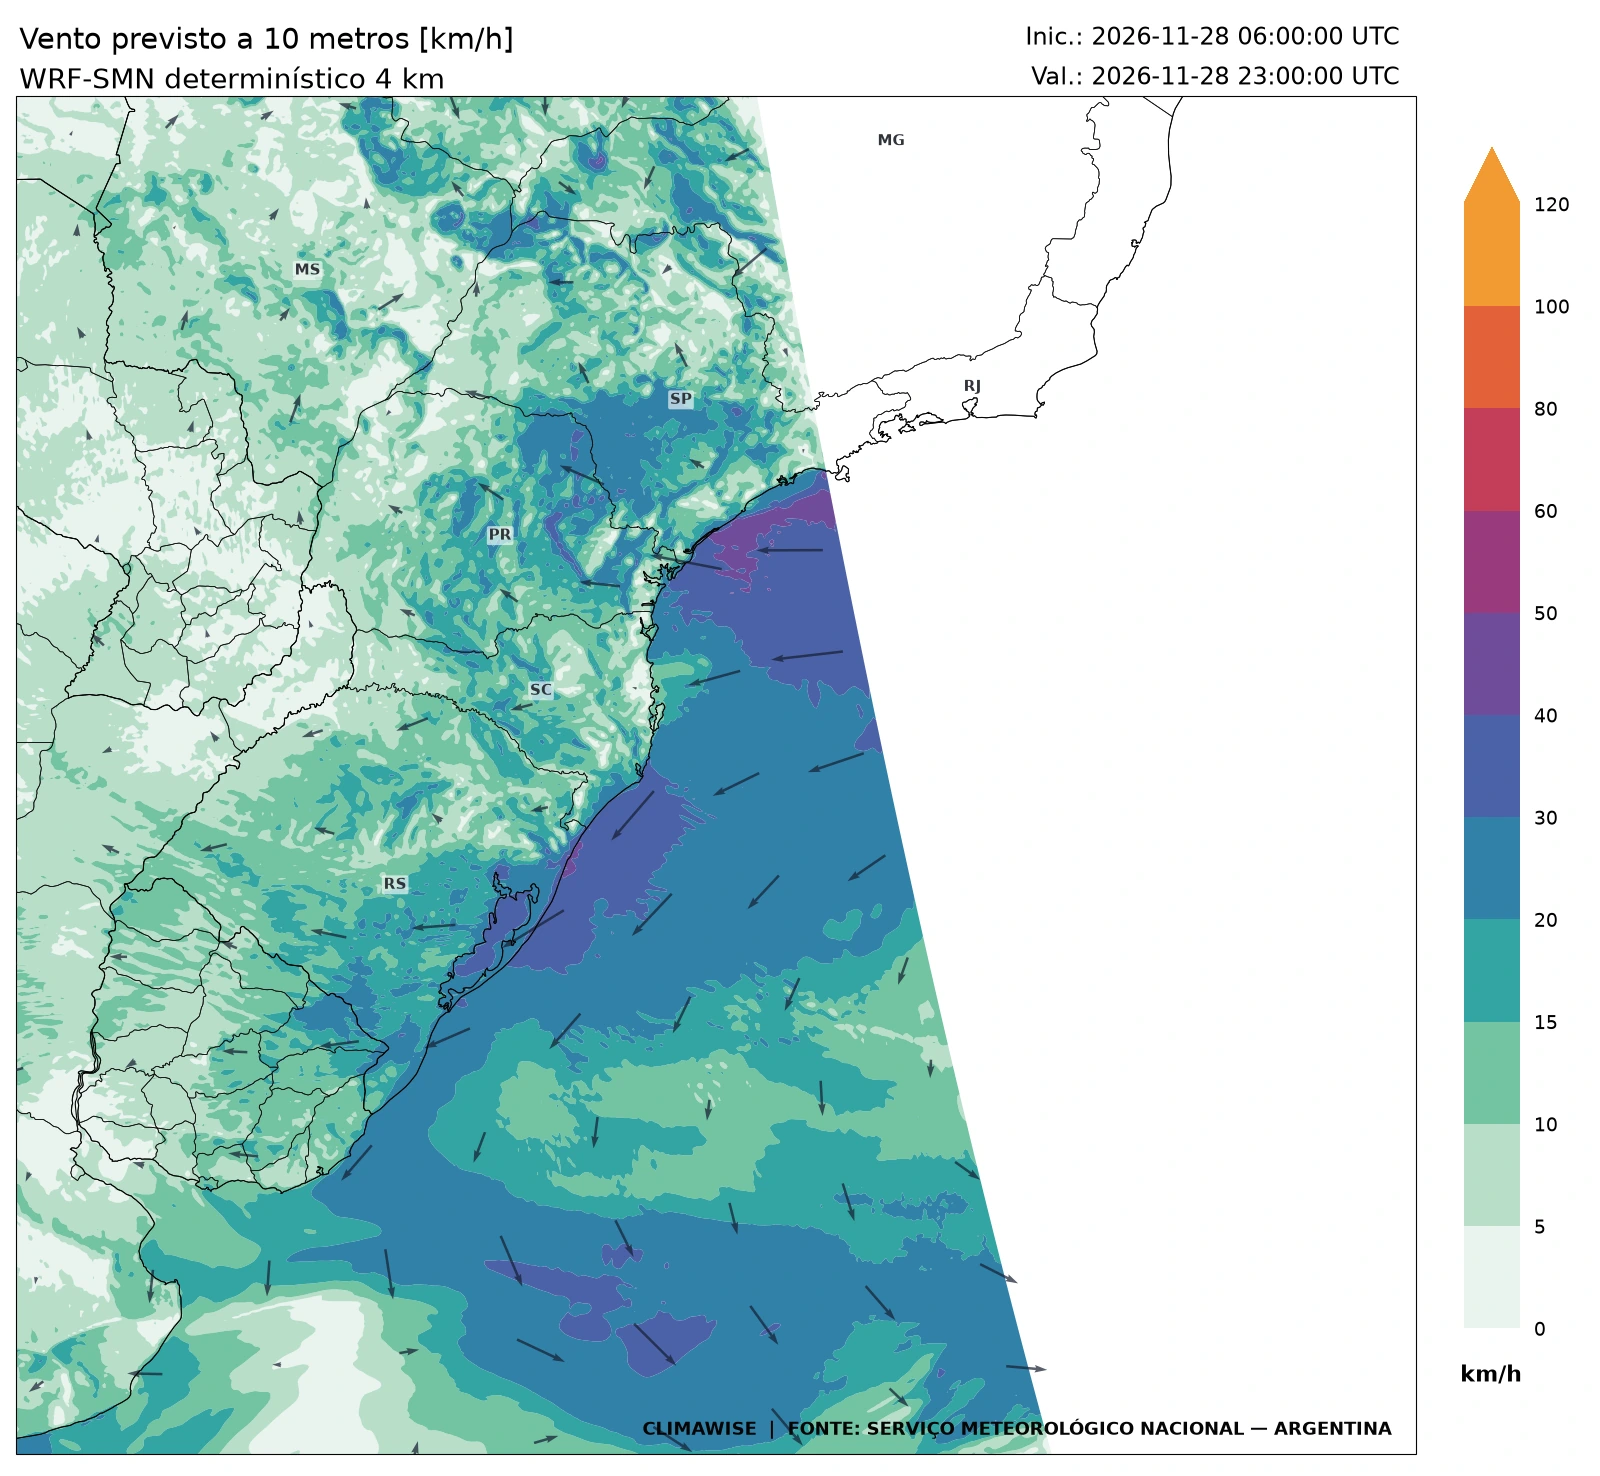 Vento previsto a 10 metros [km/h]
WRF-SMN determinístico 4 km
Inic.: 2026-11-28 06:00:00 UTC
Val.: 2026-11-28 23:00:00 UTC
MG
MS
RJ
SP
PR
SC
RS
120
100
80
60
50
40
30
20
15
10
5
0
km/h
CLIMAWISE | FONTE: SERVIÇO METEOROLÓGICO NACIONAL — ARGENTINA